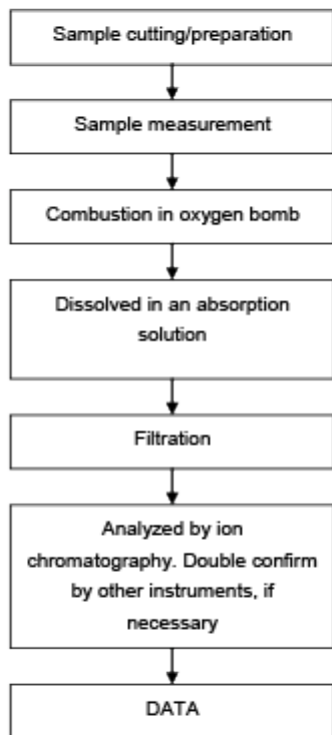 Sample cutting/preparation
Sample measurement
Combustion in oxygen bomb
Dissolved in an absorption
solution
Filtration
Analyzed by ion
chromatography. Double confirm
by other instruments, if
necessary
DATA